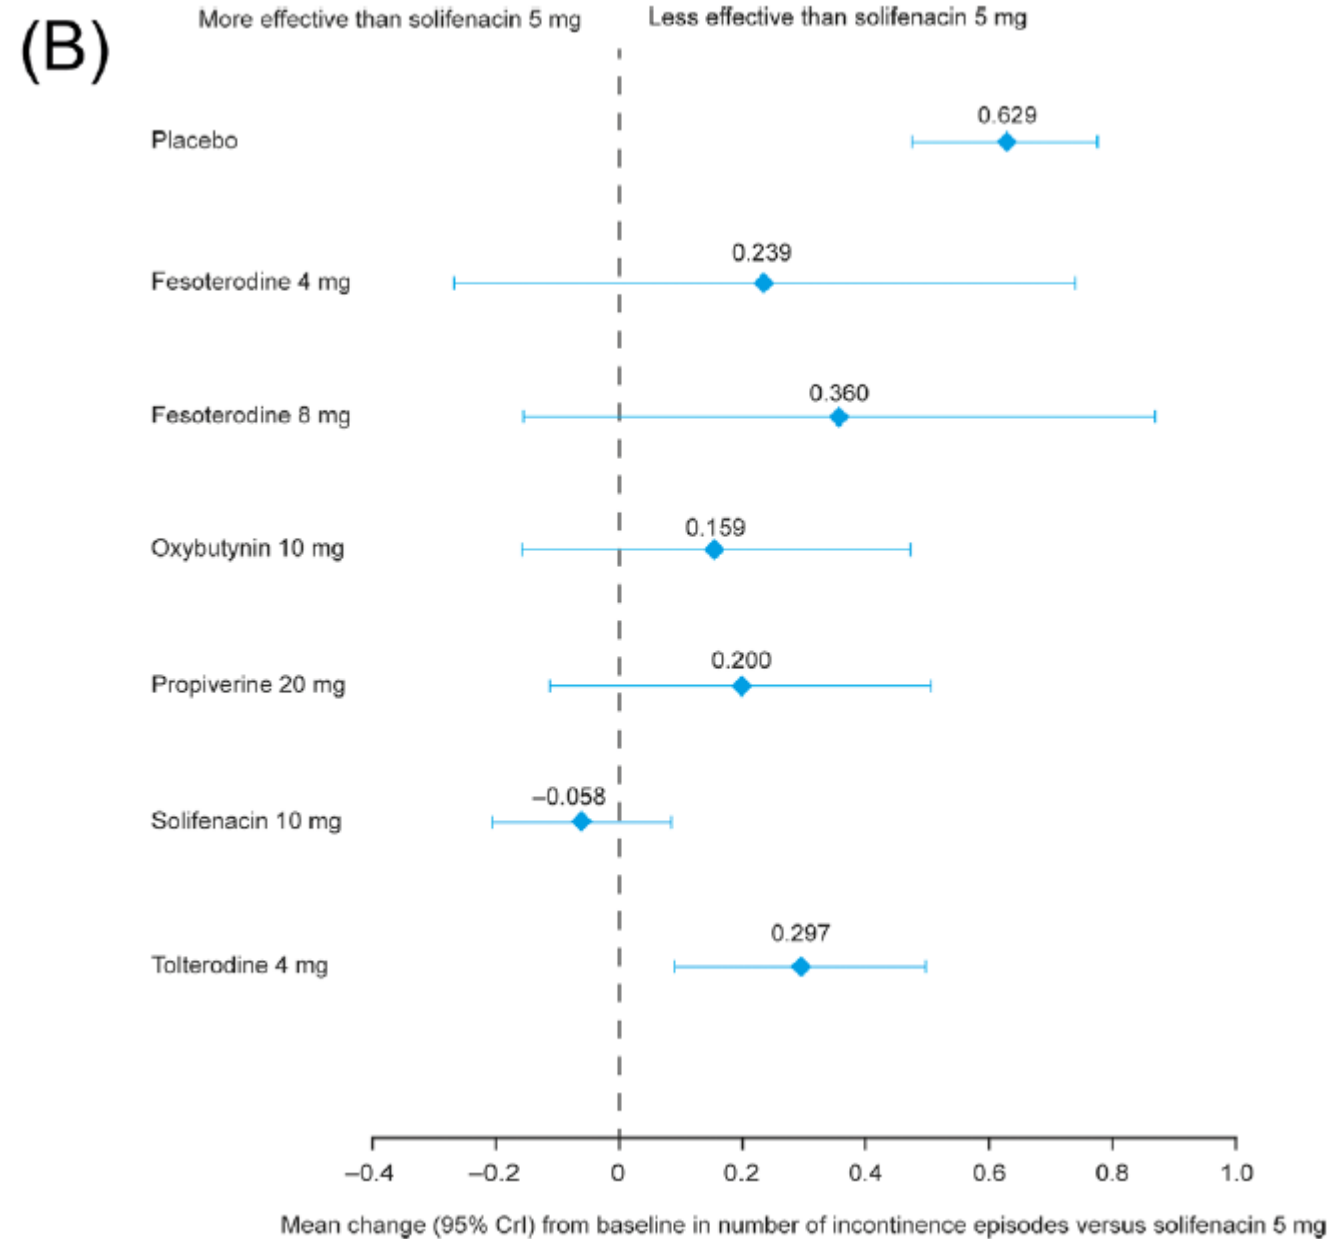 More effective than solifenacin 5 mg
Less effective than solifenacin 5 mg
(B)
0.629
Placebo
0.239
Fesoterodine 4 mg
0.360
Fesoterodine 8 mg
0.159
Oxybutynin 10 mg
0.200
Propiverine 20 mg
–0.058
Solifenacin 10 mg
0.297
Tolterodine 4 mg
–0.4 –0.2 0 0.2 0.4 0.6 0.8 1.0
Mean change (95% CrI) from baseline in number of incontinence episodes versus solifenacin 5 mg